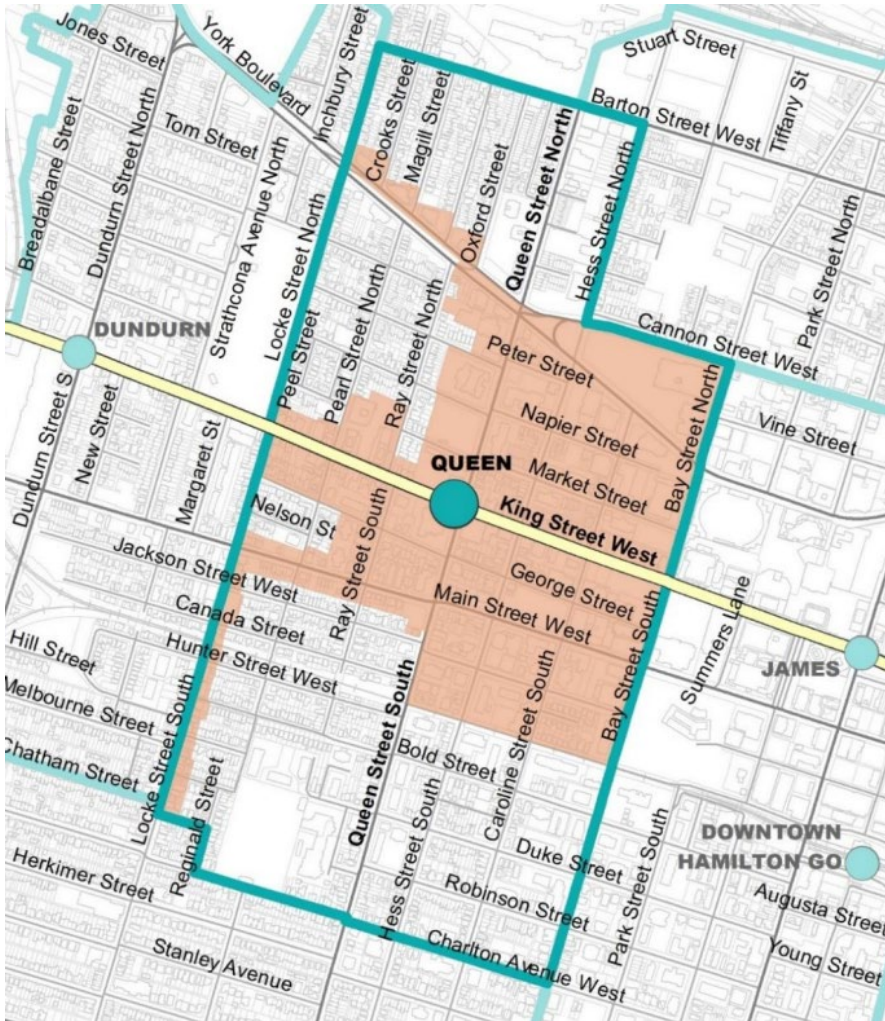 Jones Street
York Boulevard
Inchbury Street
Stuart Street
Tiffany St
Barton Street West
Breadalbane Street
Dundurn Street North
Tom Street
Strathcona Avenue North
Locke Street North
Crooks Street
Magill Street
Oxford Street
Queen Street North
Hess Street North
Park Street North
Cannon Street West
DUNDURN
Peel Street
Pearl Street North
Ray Street North
Peter Street
Napier Street
Market Street
Bay Street North
Vine Street
Dundurn Street S
New Street
Margaret St
QUEEN
King Street West
Nelson St
Ray Street South
George Street
Main Street West
Jackson Street West
Canada Street
Hunter Street West
Summers Lane
JAMES
Hill Street
Melbourne Street
Chatham Street
Locke Street South
Reginald Street
Queen Street South
Bold Street
Caroline Street South
Bay Street South
Hess Street South
Duke Street
Robinson Street
Park Street South
DOWNTOWN
HAMILTON GO
Augusta Street
Young Street
Herkimer Street
Stanley Avenue
Charlton Avenue West